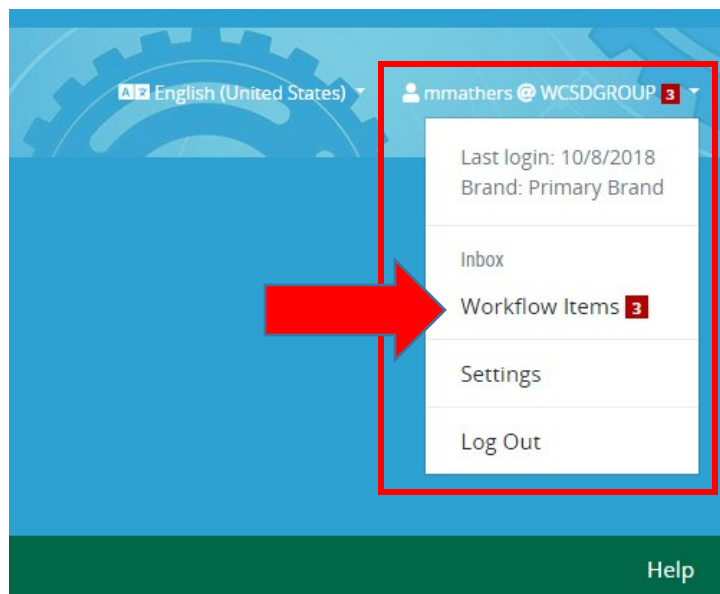 English (United States)
mmathers @ WCSDGROUP 3
Last login: 10/8/2018
Brand: Primary Brand
Inbox
Workflow Items 3
Settings
Log Out
Help